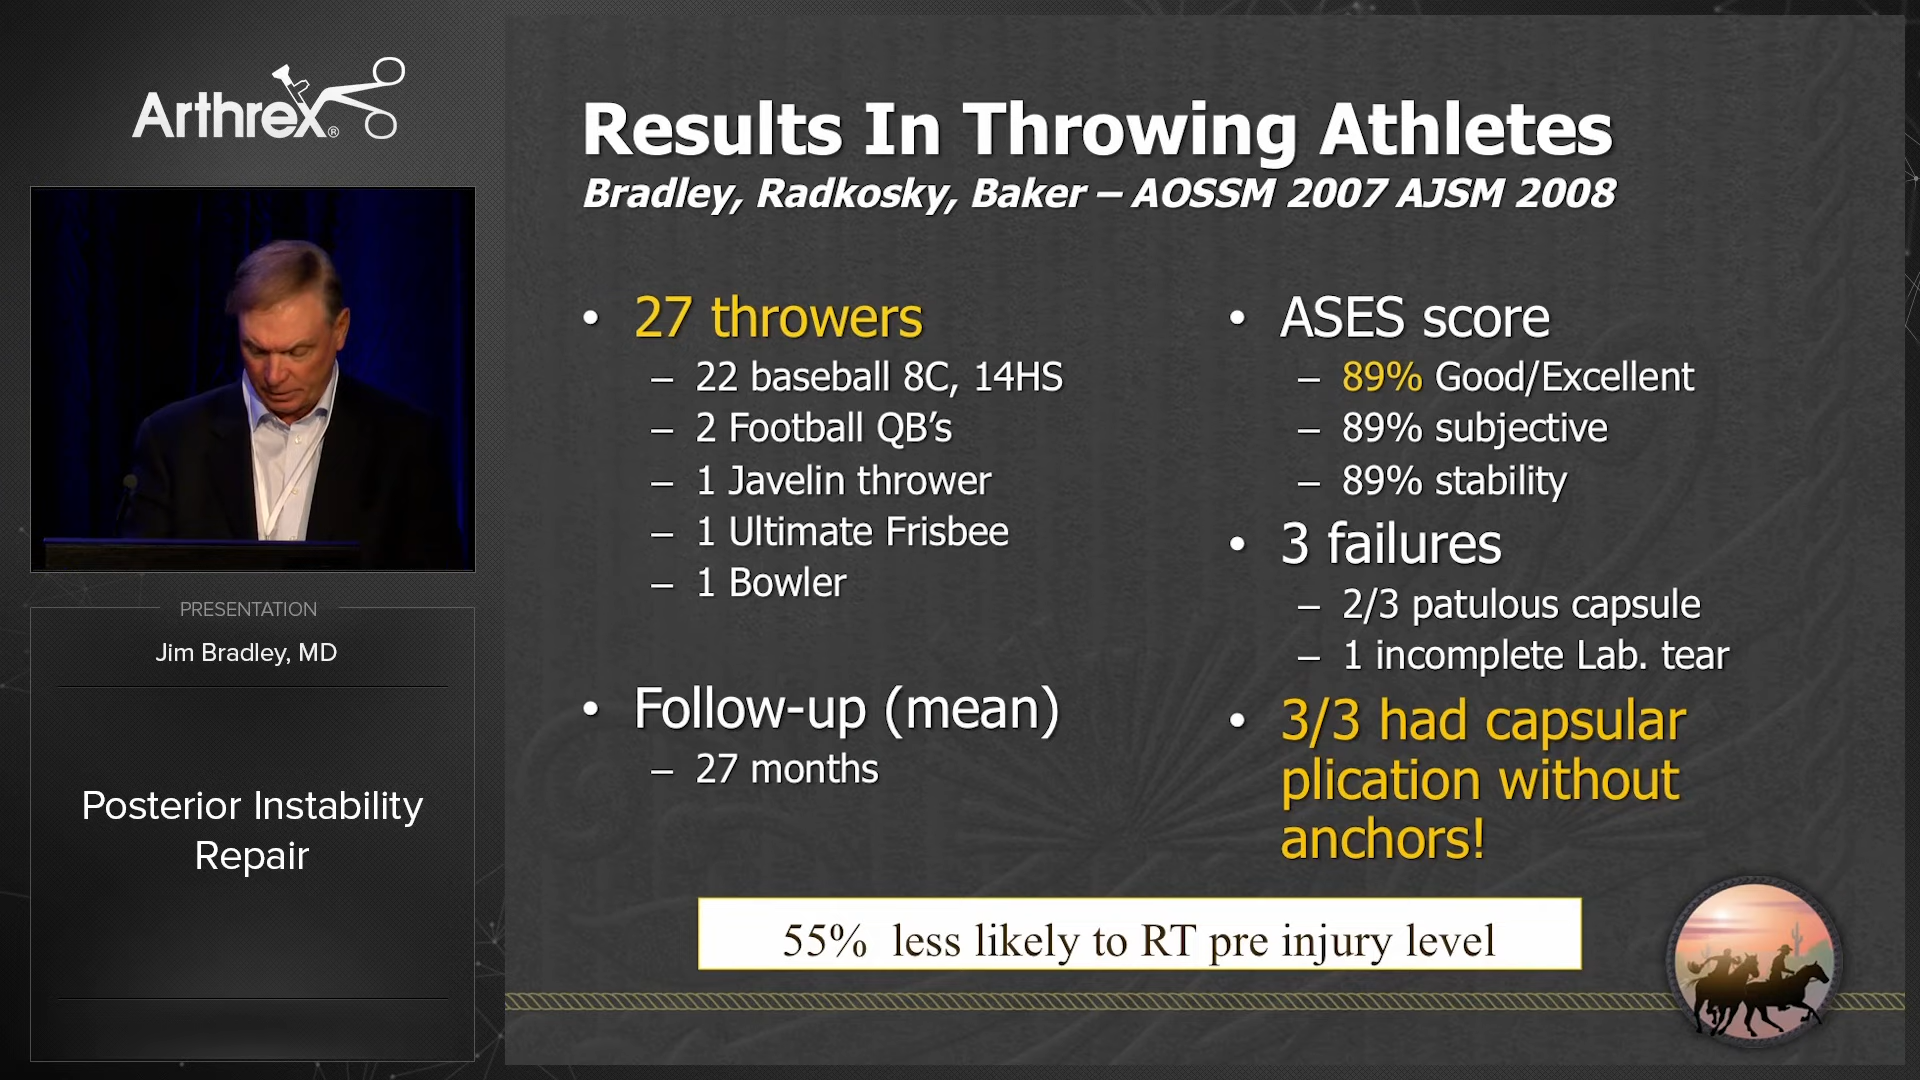 Arthrex®
PRESENTATION
Jim Bradley, MD
Posterior Instability
Repair
Results In Throwing Athletes
Bradley, Radkosky, Baker – AOSSM 2007 AJSM 2008
• 27 throwers
– 22 baseball 8C, 14HS
– 2 Football QB’s
– 1 Javelin thrower
– 1 Ultimate Frisbee
– 1 Bowler
• Follow-up (mean)
– 27 months
• ASES score
– 89% Good/Excellent
– 89% subjective
– 89% stability
• 3 failures
– 2/3 patulous capsule
– 1 incomplete Lab. tear
• 3/3 had capsular
plication without
anchors!
55% less likely to RT pre injury level